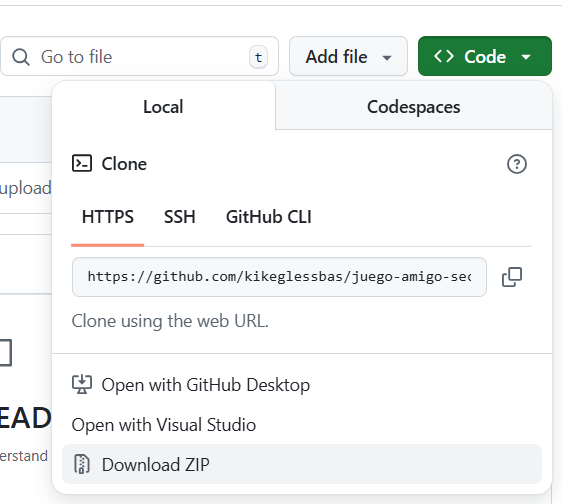 Go to file t Add file Code
Local Codespaces
Clone
upload
HTTPS SSH GitHub CLI
https://github.com/kikeglessbas/juego-amigo-sec
Clone using the web URL.
Open with GitHub Desktop
EAD
Open with Visual Studio
erstand
Download ZIP